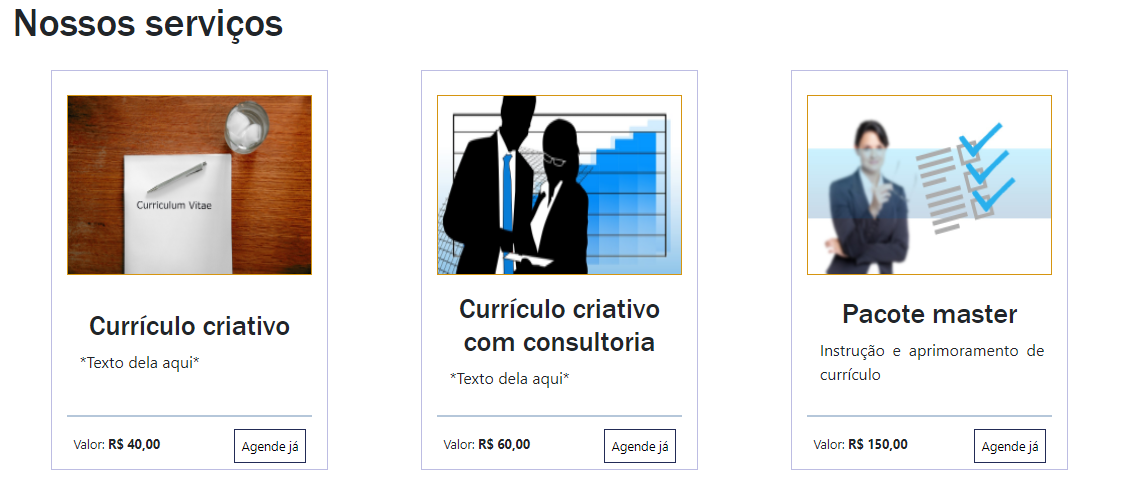 Nossos serviços
Curriculum Vitae
Currículo criativo
*Texto dela aqui*
Valor: R$ 40,00
Agende já
Currículo criativo
com consultoria
*Texto dela aqui*
Valor: R$ 60,00
Agende já
Pacote master
Instrução e aprimoramento de
currículo
Valor: R$ 150,00
Agende já